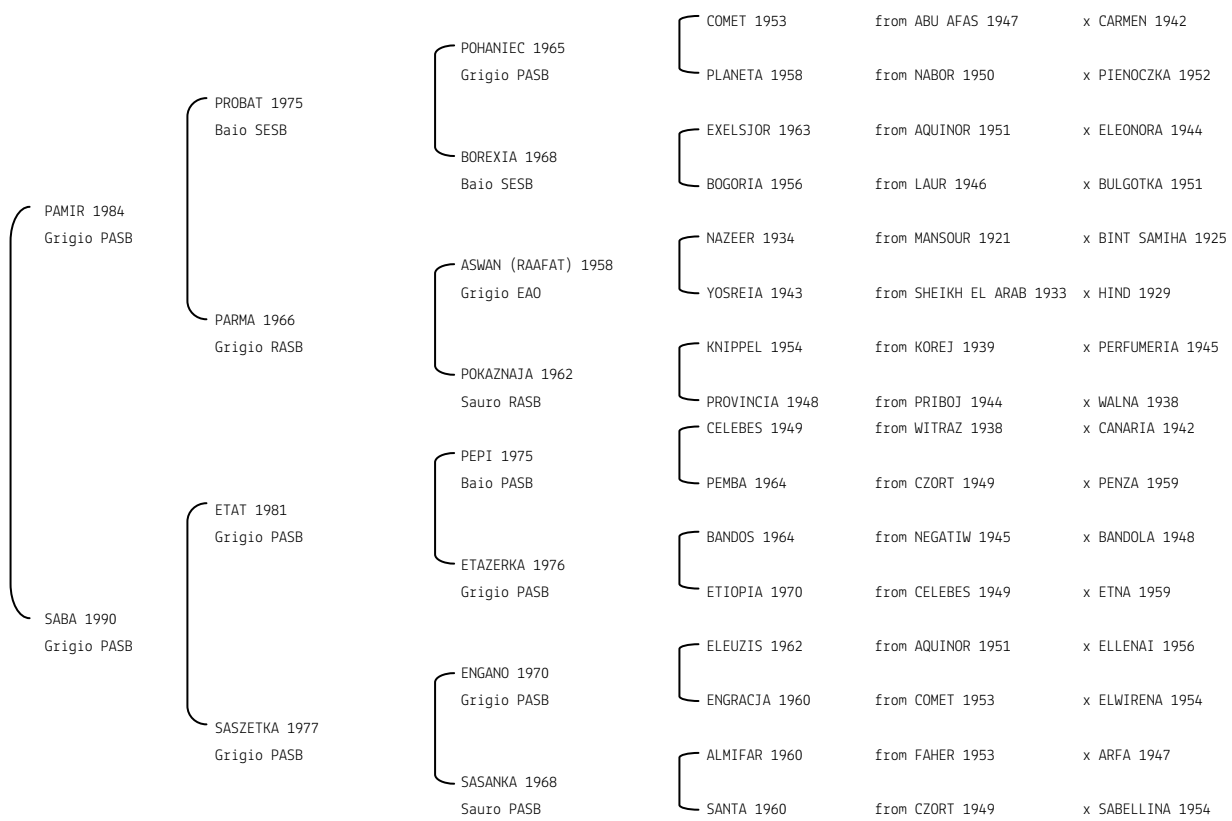 COMET 1953 from ABU AFAS 1947 x CARMEN 1942
POHANIEC 1965
Grigio PASB
PLANETA 1958 from NABOR 1950 x PIENOCZKA 1952
PROBAT 1975
Baio SESB
EXELSJOR 1963 from AQUINOR 1951 x ELEONORA 1944
BOREXIA 1968
Baio SESB
BOGORIA 1956 from LAUR 1946 x BULGOTKA 1951
PAMIR 1984
Grigio PASB
NAZEER 1934 from MANSOUR 1921 x BINT SAMIHA 1925
ASWAN (RAAFAT) 1958
Grigio EAO
YOSREIA 1943 from SHEIKH EL ARAB 1933 x HIND 1929
PARMA 1966
Grigio RASB
KNIPPEL 1954 from KOREJ 1939 x PERFUMERIA 1945
POKAZNAJA 1962
Sauro RASB
PROVINCIA 1948 from PRIBOJ 1944 x WALNA 1938
CELEBES 1949 from WITRAZ 1938 x CANARIA 1942
PEPI 1975
Baio PASB
PEMBA 1964 from CZORT 1949 x PENZA 1959
ETAT 1981
Grigio PASB
BANDOS 1964 from NEGATIW 1945 x BANDOLA 1948
ETAZERKA 1976
Grigio PASB
ETIOPIA 1970 from CELEBES 1949 x ETNA 1959
SABA 1990
Grigio PASB
ELEUZIS 1962 from AQUINOR 1951 x ELLENAI 1956
ENGANO 1970
Grigio PASB
ENGRACJA 1960 from COMET 1953 x ELWIRENA 1954
SASZETKA 1977
Grigio PASB
ALMIFAR 1960 from FAHER 1953 x ARFA 1947
SASANKA 1968
Sauro PASB
SANTA 1960 from CZORT 1949 x SABELLINA 1954